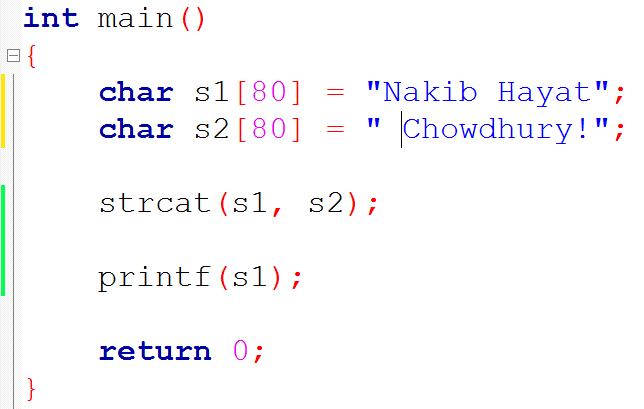 int main()
{
char s1[80] = "Nakib Hayat";
char s2[80] = " Chowdhury!";
strcat(s1, s2);
printf(s1);
return 0;
}